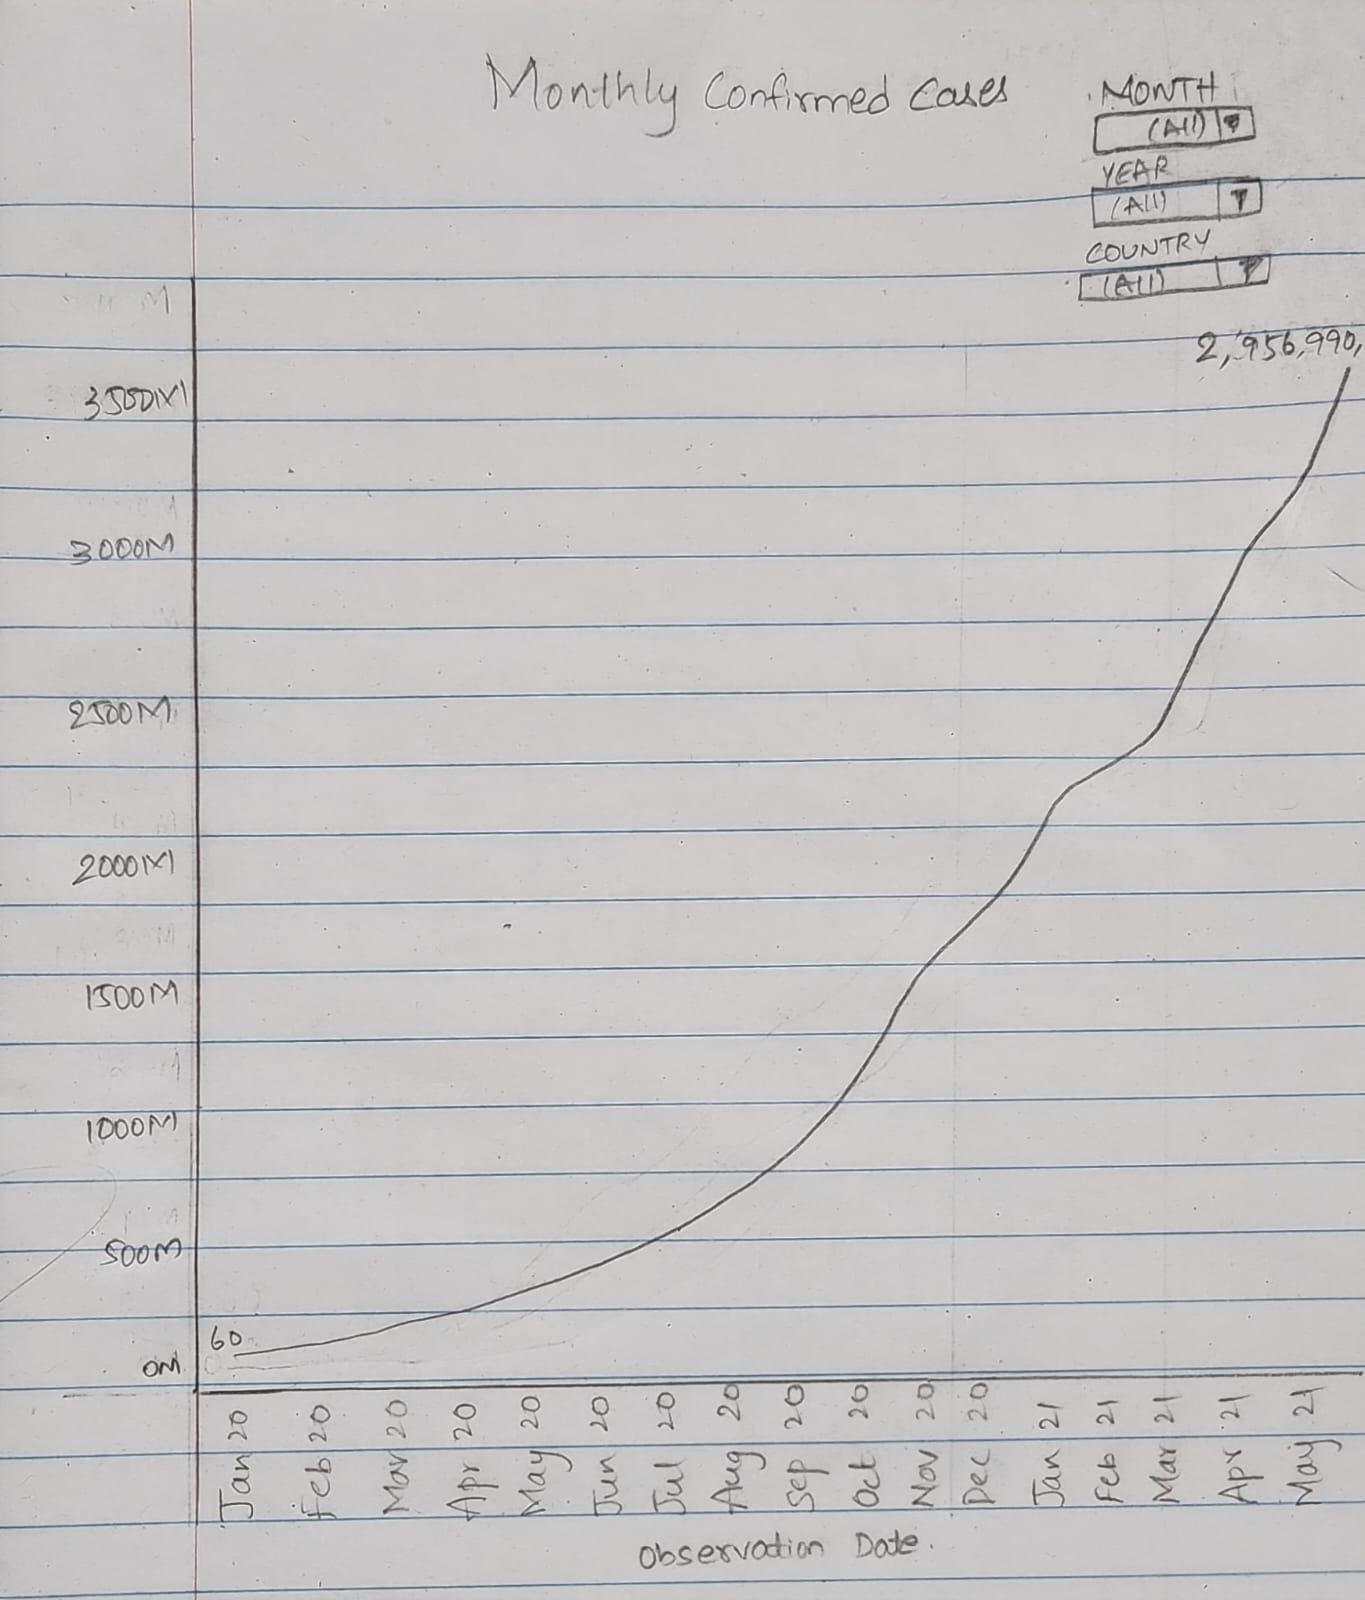 Monthly Confirmed Cases
MONTH
(All)
YEAR
(All)
COUNTRY
(All)
2,956,990,
3500M
3000M
2500M
2000M
1500M
1000M
500M
60
0M
Jan 20
Feb 20
Mar 20
Apr 20
May 20
Jun 20
Jul 20
Aug 20
Sep 20
Oct 20
Nov 20
Dec 20
Jan 21
Feb 21
Mar 21
Apr 21
May 21
Observation Date.